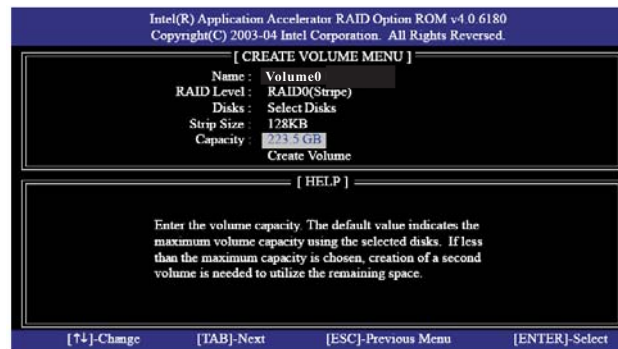 Intel(R) Application Accelerator RAID Option ROM v4.0.6180
Copyright(C) 2003-04 Intel Corporation. All Rights Reversed.
[ CREATE VOLUME MENU ]
Name : Volume0
RAID Level : RAID0(Stripe)
Disks : Select Disks
Strip Size : 128KB
Capacity : 223.5 GB
Create Volume
[ HELP ]
Enter the volume capacity. The default value indicates the
maximum volume capacity using the selected disks. If less
than the maximum capacity is chosen, creation of a second
volume is needed to utilize the remaining space.
[↑↓]-Change [TAB]-Next [ESC]-Previous Menu [ENTER]-Select